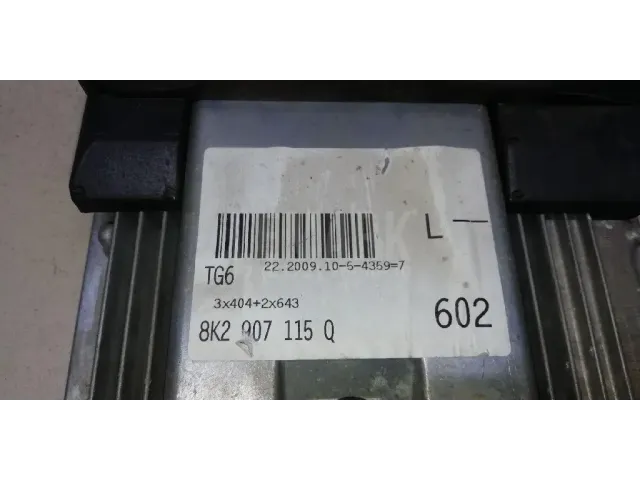 L --
22.2009.10-6-4359=7
TG6
3x404+2x643
602
8K2 907 115 Q